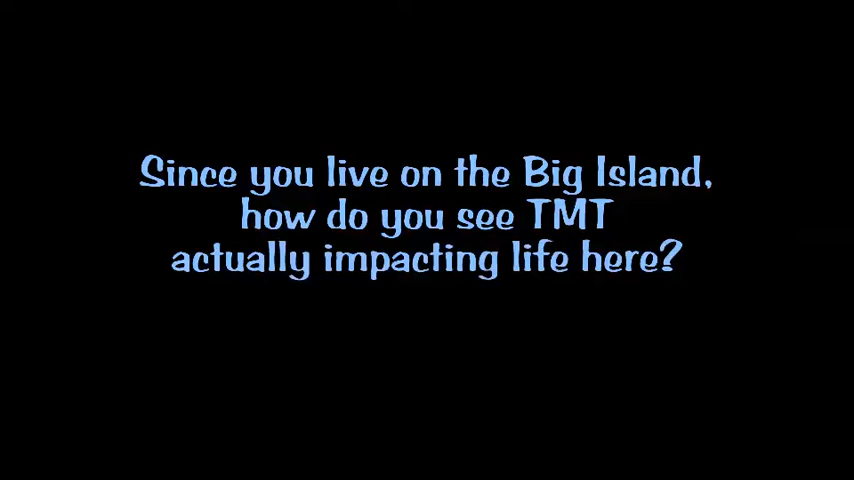 Since you live on the Big Island,
how do you see TMT
actually impacting life here?